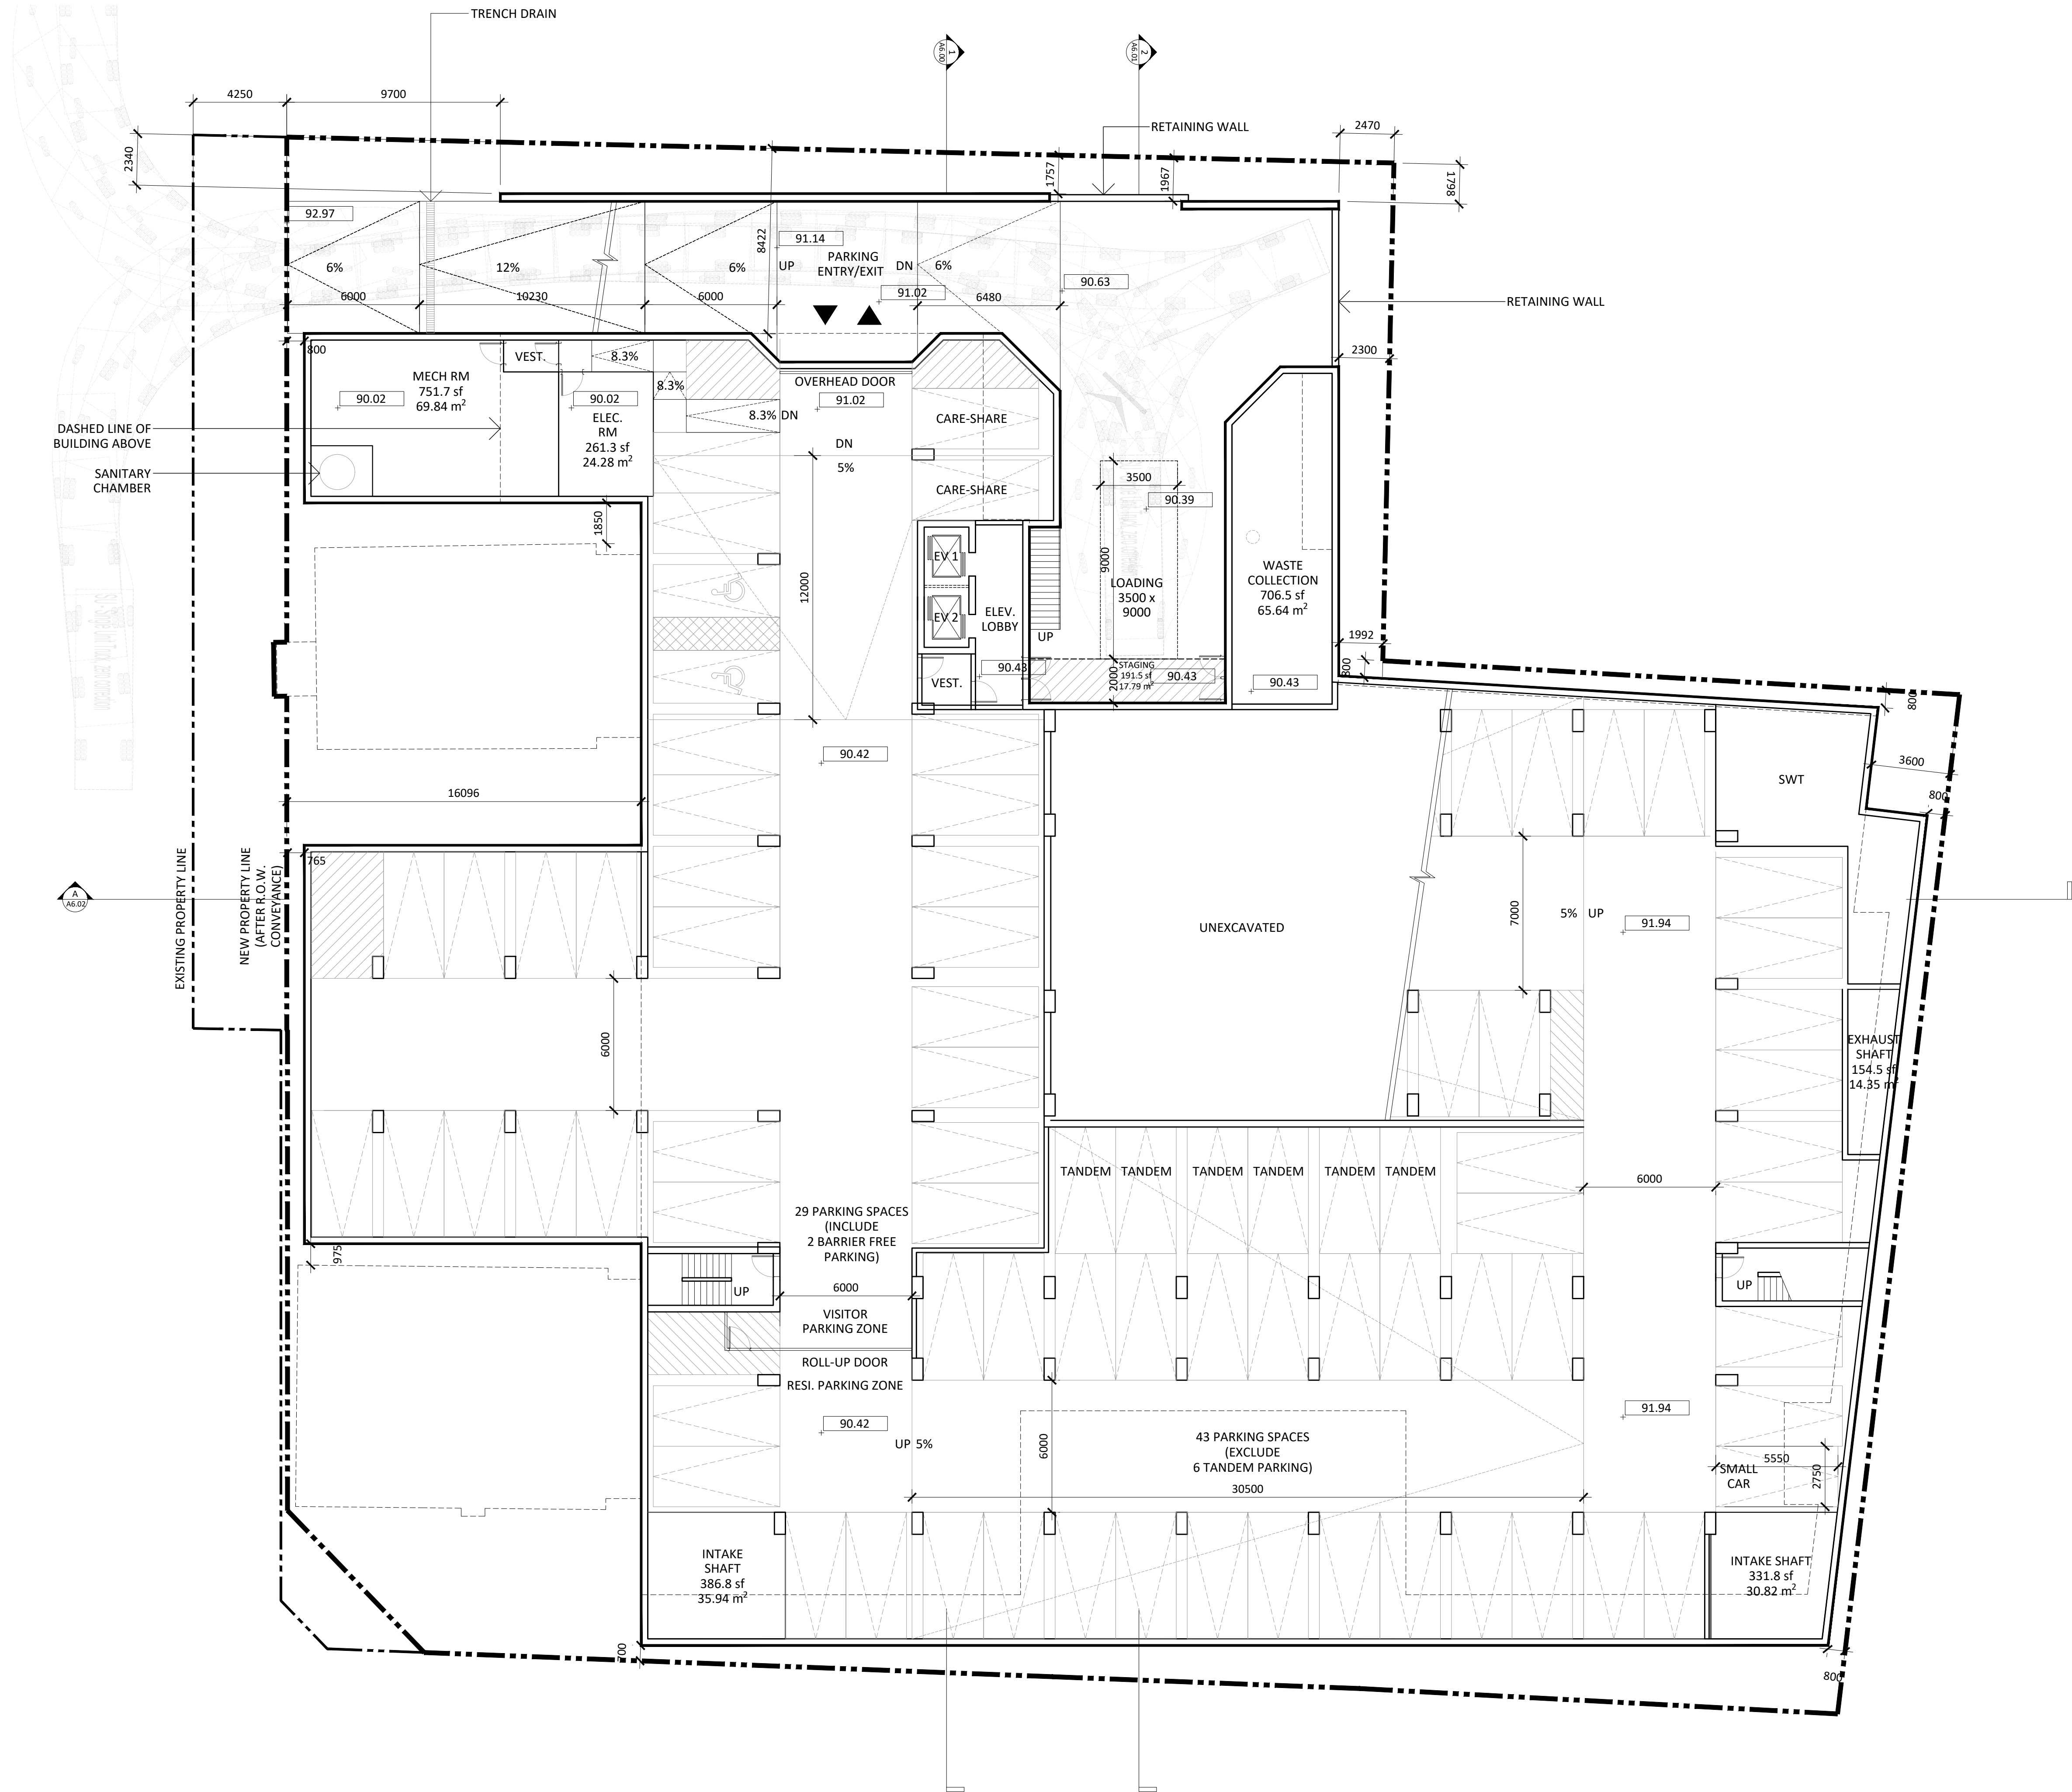 TRENCH DRAIN
1
A6.00
2
A6.01
4250
9700
2340
RETAINING WALL
2470
1757
1967
1798
92.97
8422
91.14
PARKING
ENTRY/EXIT
6%
12%
6%
UP
DN
6%
90.63
91.02
6000
10230
6000
6480
RETAINING WALL
800
VEST.
8.3%
2300
MECH RM
751.7 sf
69.84 m²
90.02
90.02
ELEC.
RM
261.3 sf
24.28 m²
8.3%
8.3% DN
OVERHEAD DOOR
91.02
CARE-SHARE
DASHED LINE OF
BUILDING ABOVE
SANITARY
CHAMBER
DN
5%
CARE-SHARE
3500
90.39
1850
12000
EV 1
EV 2
ELEV.
LOBBY
UP
9000
LOADING
3500 x
9000
WASTE
COLLECTION
706.5 sf
65.64 m²
1992
800
VEST.
90.43
STAGING
191.5 sf
17.79 m²
2000
90.43
90.43
800
90.42
3600
SWT
800
16096
765
EXISTING PROPERTY LINE
NEW PROPERTY LINE
(AFTER R.O.W.
CONVEYANCE)
A
A6.02
UNEXCAVATED
7000
5% UP
91.94
6000
EXHAUST
SHAFT
154.5 sf
14.35 m²
TANDEM
TANDEM
TANDEM
TANDEM
TANDEM
TANDEM
6000
29 PARKING SPACES
(INCLUDE
2 BARRIER FREE
PARKING)
975
UP
6000
UP
VISITOR
PARKING ZONE
ROLL-UP DOOR
RESI. PARKING ZONE
90.42
91.94
UP 5%
6000
43 PARKING SPACES
(EXCLUDE
6 TANDEM PARKING)
30500
SMALL
CAR
5550
2750
INTAKE
SHAFT
386.8 sf
35.94 m²
INTAKE SHAFT
331.8 sf
30.82 m²
700
800